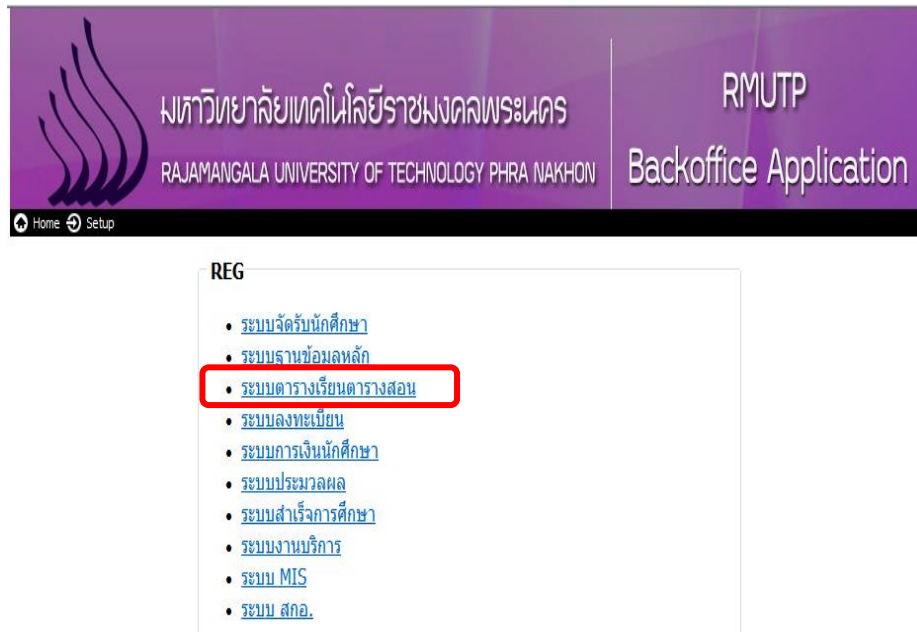 มหาวิทยาลัยเทคโนโลยีราชมงคลพระนคร
RAJAMANGALA UNIVERSITY OF TECHNOLOGY PHRA NAKHON
RMUTP
Backoffice Application
Home Setup
REG
ระบบจัดรับนักศึกษา
ระบบฐานข้อมูลหลัก
ระบบตารางเรียนตารางสอน
ระบบลงทะเบียน
ระบบการเงินนักศึกษา
ระบบประมวลผล
ระบบสำเร็จการศึกษา
ระบบงานบริการ
ระบบ MIS
ระบบ สกอ.